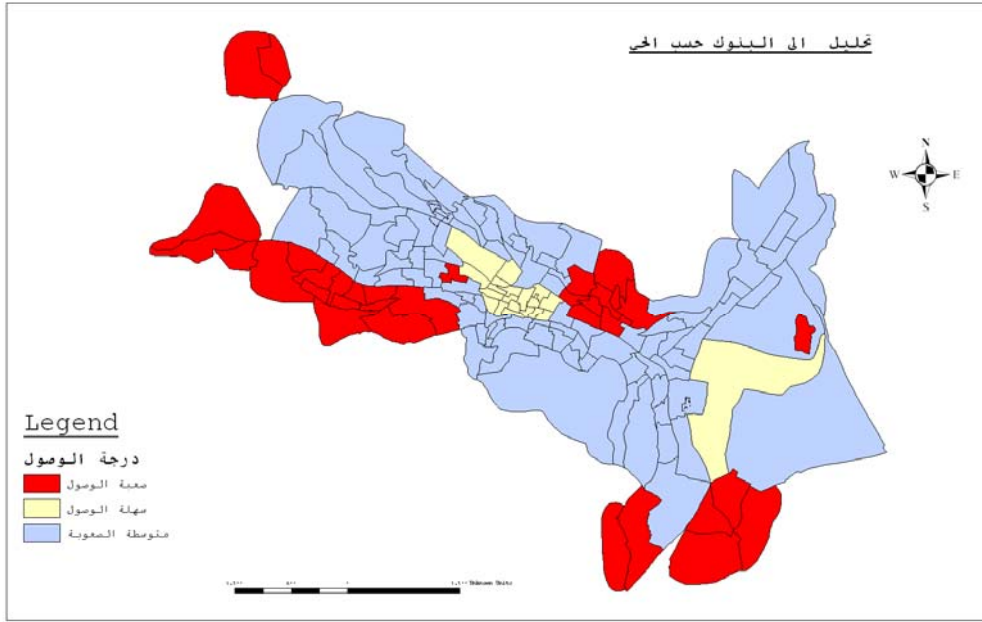 تحليل الى البنوك حسب الحي
N
W E
S
Legend
درجة الوصول
صعبة الوصول
سهلة الوصول
متوسطة الصعوبة